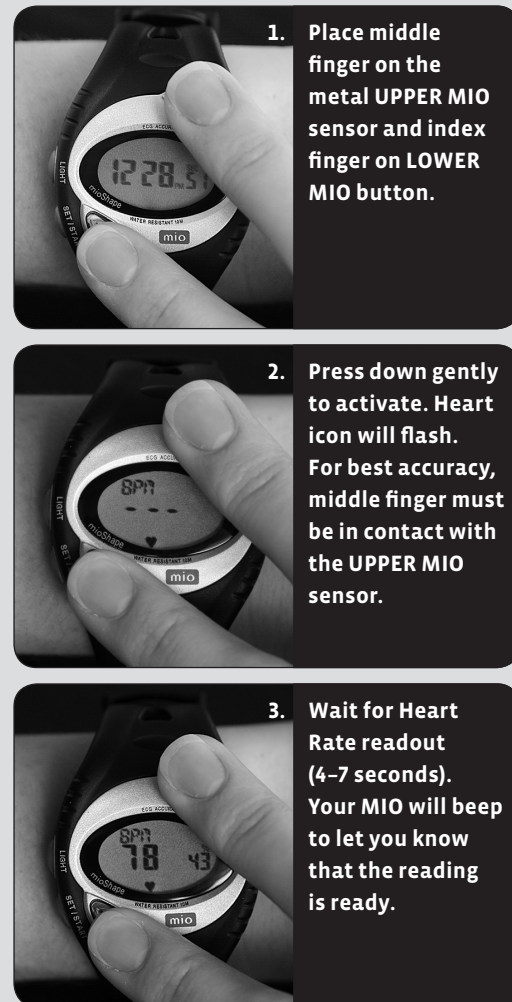 1. Place middle
finger on the
metal UPPER MIO
sensor and index
finger on LOWER
MIO button.
ECG ACCU
LIGHT
12 28 PM 51
mioShape
SET / STA
WATER RESISTANT 10M
mio
2. Press down gently
to activate. Heart
icon will flash.
For best accuracy,
middle finger must
be in contact with
the UPPER MIO
sensor.
ECG ACCU
BPM
- - -
LIGHT
mioShape
SET
WATER RESISTANT 10M
mio
3. Wait for Heart
Rate readout
(4–7 seconds).
Your MIO will beep
to let you know
that the reading
is ready.
ECG ACCU
BPM
78 43
LIGHT
mioShape
SET / STA
WATER RESISTANT 10M
mio